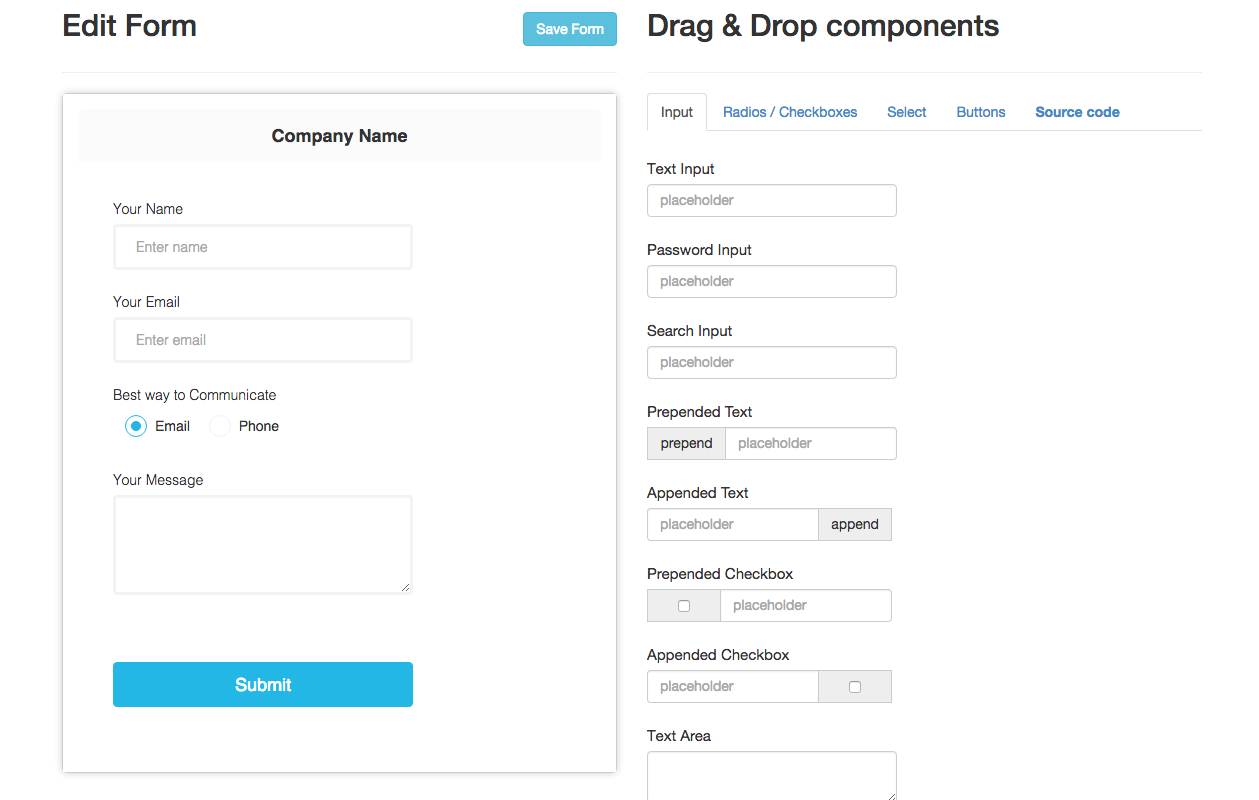 Edit Form
Save Form
Company Name
Your Name
Enter name
Your Email
Enter email
Best way to Communicate
Email Phone
Your Message
Submit
Drag & Drop components
Input Radios / Checkboxes Select Buttons Source code
Text Input
placeholder
Password Input
placeholder
Search Input
placeholder
Prepended Text
prepend placeholder
Appended Text
placeholder append
Prepended Checkbox
placeholder
Appended Checkbox
placeholder
Text Area